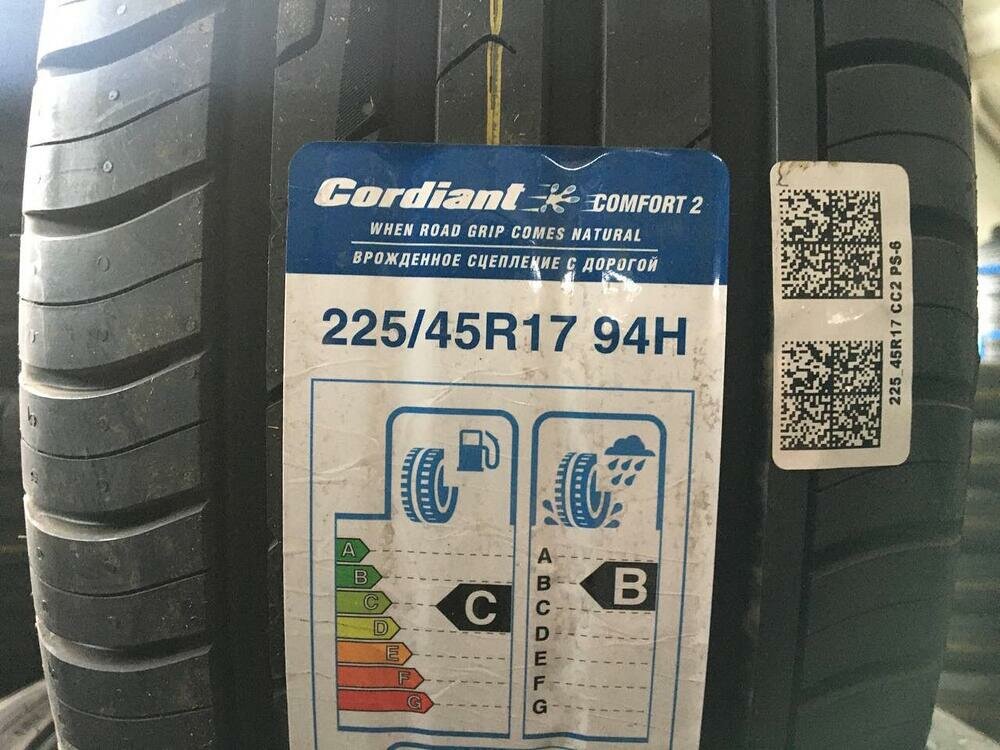 Cordiant COMFORT 2
WHEN ROAD GRIP COMES NATURAL
ВРОЖДЕННОЕ СЦЕПЛЕНИЕ С ДОРОГОЙ
225/45R17 94H
A
B
C
D
E
F
G
C
A
B
C
D
E
F
G
B
225_45R17 CC2 PS-6